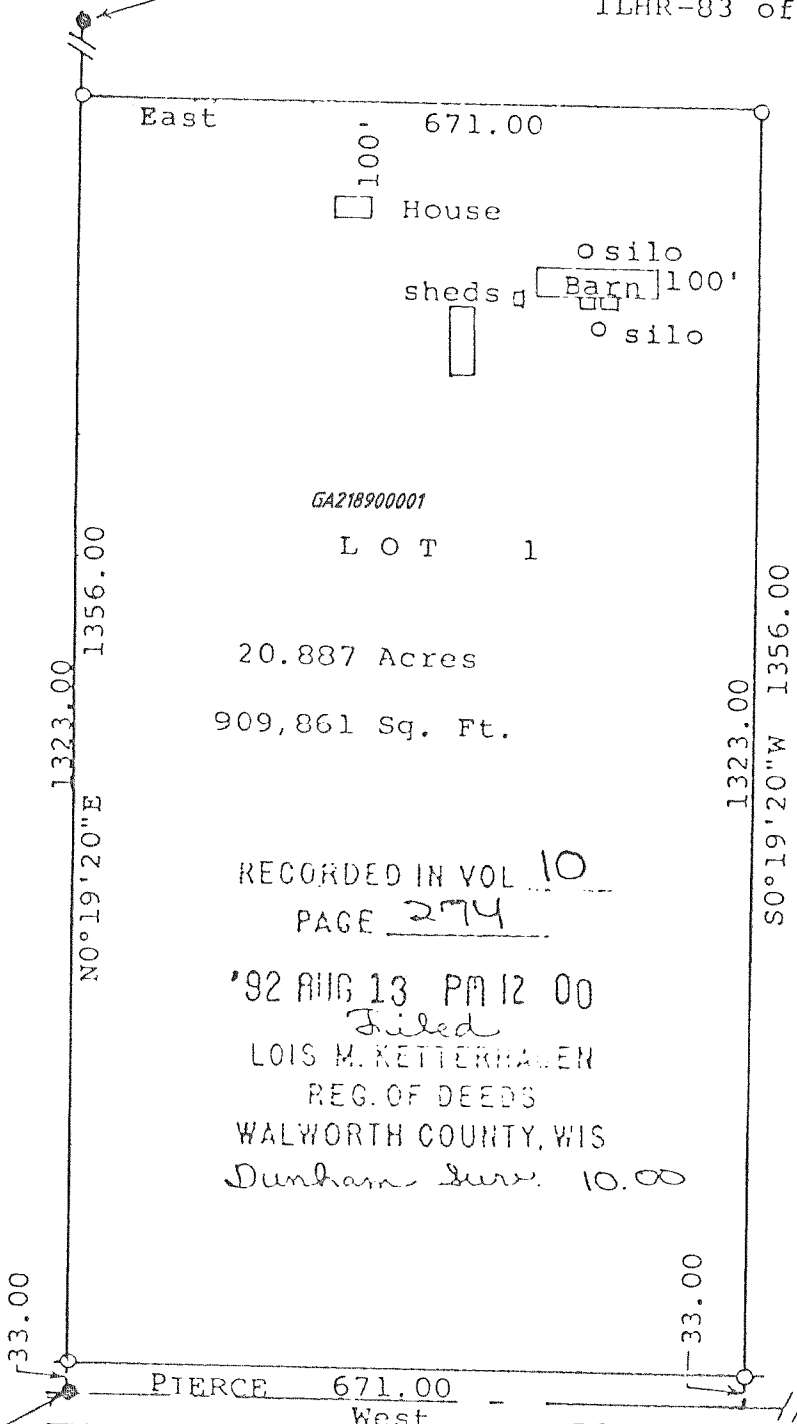 ILHR-83 of
East 671.00
100'
House
silo
Barn 100'
sheds
silo
GA218900001
LOT 1
1356.00
1323.00
N0°19'20"E
20.887 Acres
909,861 Sq. Ft.
1323.00
S0°19'20"W 1356.00
RECORDED IN VOL 10
PAGE 274
'92 AUG 13 PM 12 00
Filed
LOIS M. KETTERHAGEN
REG. OF DEEDS
WALWORTH COUNTY, WIS
Dunham Surv. 10.00
33.00
33.00
PIERCE 671.00
West